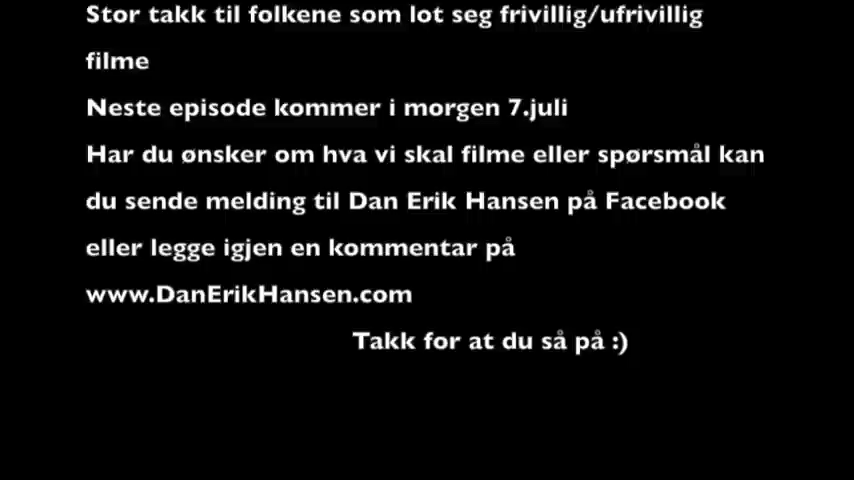 Stor takk til folkene som lot seg frivillig/ufrivillig
filme
Neste episode kommer i morgen 7.juli
Har du ønsker om hva vi skal filme eller spørsmål kan
du sende melding til Dan Erik Hansen på Facebook
eller legge igjen en kommentar på
www.DanErikHansen.com
Takk for at du så på :)